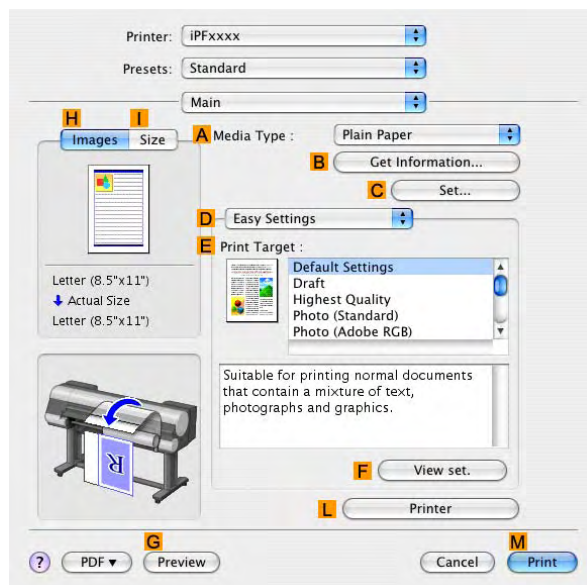 Printer: iPFxxxx
Presets: Standard
Main
H I
Images Size
A Media Type : Plain Paper
B Get Information...
C Set...
D Easy Settings
E Print Target :
Default Settings
Draft
Highest Quality
Photo (Standard)
Photo (Adobe RGB)
Letter (8.5"x11")
Actual Size
Letter (8.5"x11")
Suitable for printing normal documents
that contain a mixture of text,
photographs and graphics.
R
F View set.
L Printer
G M
? PDF Preview Cancel Print